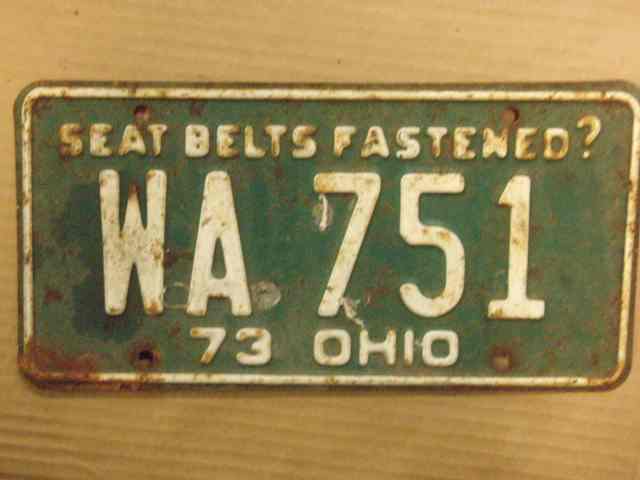 SEAT BELTS FASTENED?
WA 751
73 OHIO